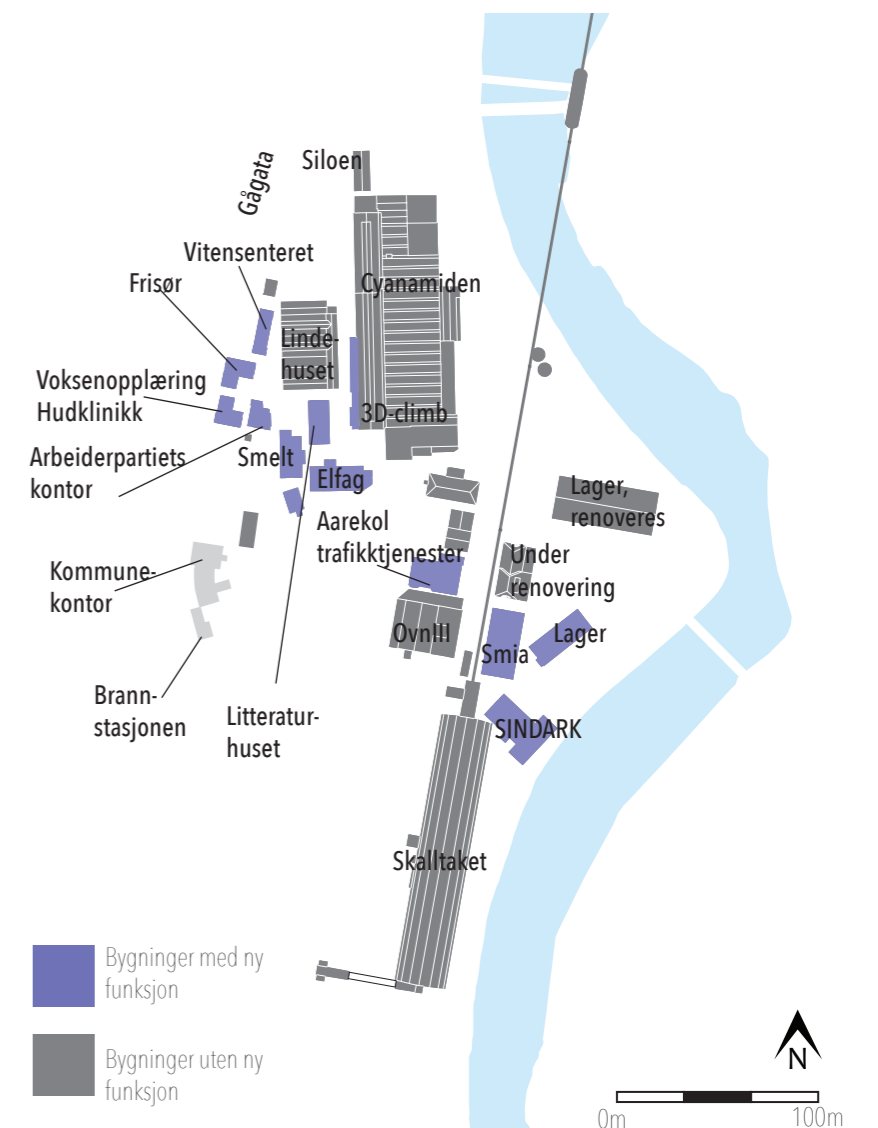 Siloen
Gågata
Vitensenteret
Frisør
Cyanamiden
Linde-
huset
Voksenopplæring
Hudklinikk
3D-climb
Arbeiderpartiets
kontor
Smelt
Elfag
Lager,
renoveres
Aarekol
trafikktjenester
Under
renovering
Kommune-
kontor
OvnIII
Smia
Lager
Brann-
stasjonen
Litteratur-
huset
SINDARK
Skalltaket
Bygninger med ny
funksjon
Bygninger uten ny
funksjon
N
0m
100m